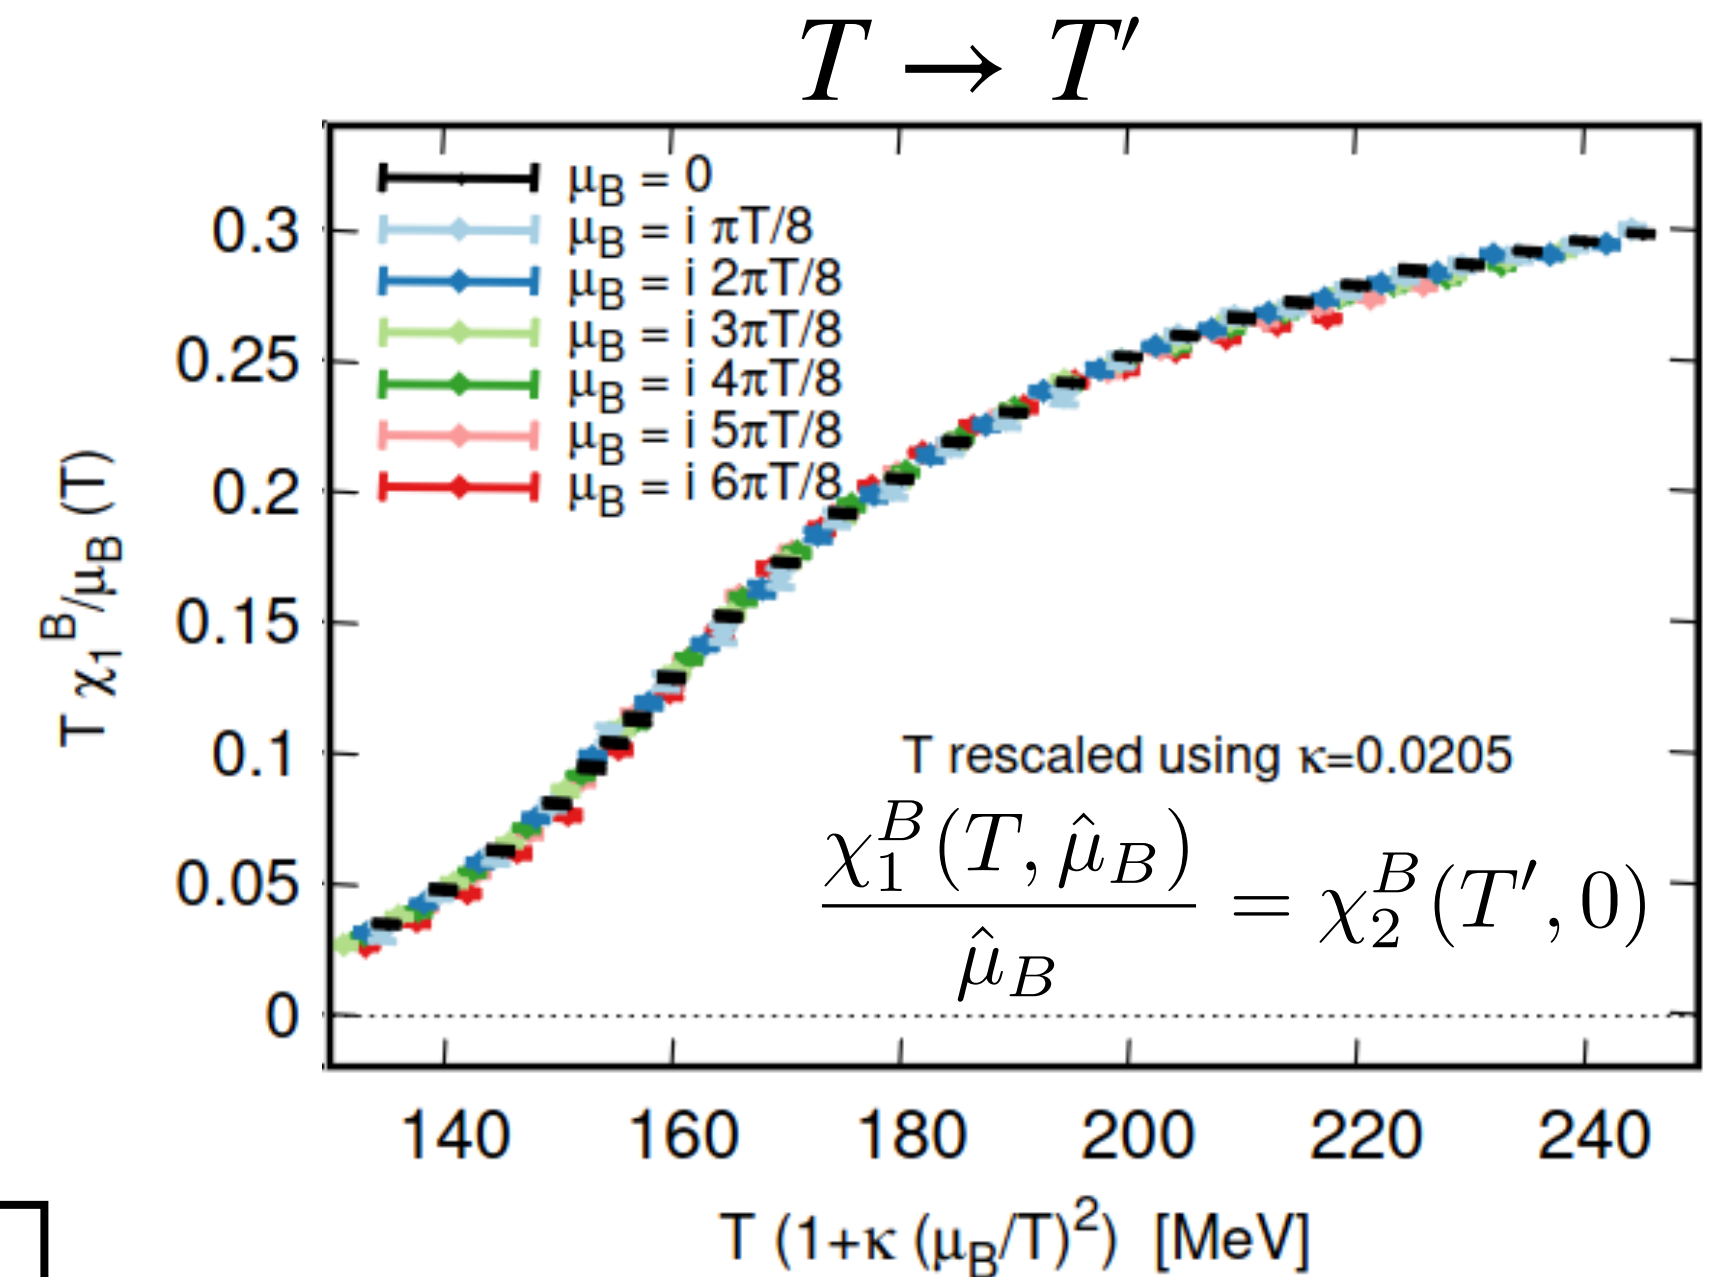 T → T′
μB = 0
μB = i πT/8
μB = i 2πT/8
μB = i 3πT/8
μB = i 4πT/8
μB = i 5πT/8
μB = i 6πT/8
0.3
0.25
0.2
0.15
0.1
0.05
0
T χ₁ᴮ/μB (T)
T rescaled using κ=0.0205
χ₁ᴮ(T, μ̂B) / μ̂B = χ₂ᴮ(T′, 0)
140 160 180 200 220 240
T (1+κ (μB/T)²) [MeV]